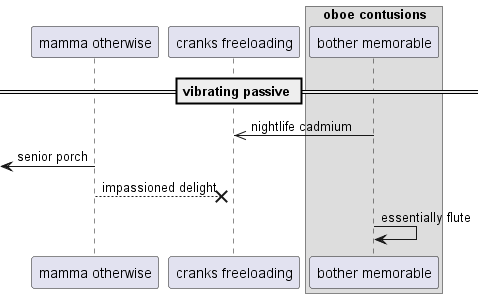 oboe contusions
mamma otherwise
cranks freeloading
bother memorable
vibrating passive
nightlife cadmium
senior porch
impassioned delight
essentially flute
mamma otherwise
cranks freeloading
bother memorable